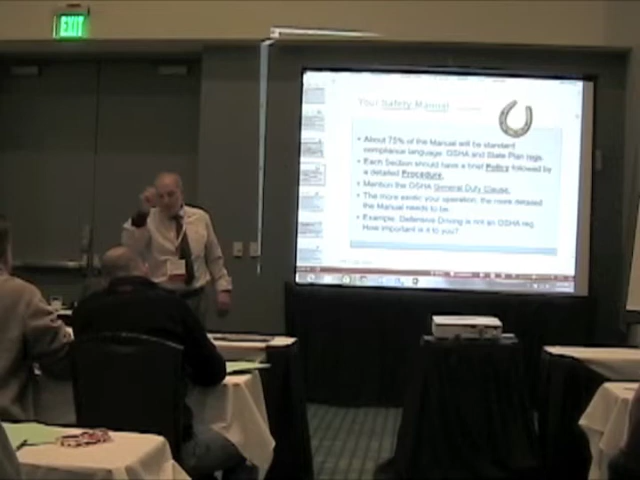 EXIT
Your Safety Manual
• About 75% of the Manual will be standard
compliance language. OSHA and State Plan regs.
• Each Section should have a brief Policy followed by
a detailed Procedure.
• Mention the OSHA General Duty Clause.
• The more exotic your operation, the more detailed
the Manual needs to be.
• Example: Defensive Driving is not an OSHA reg.
How important is it to you?